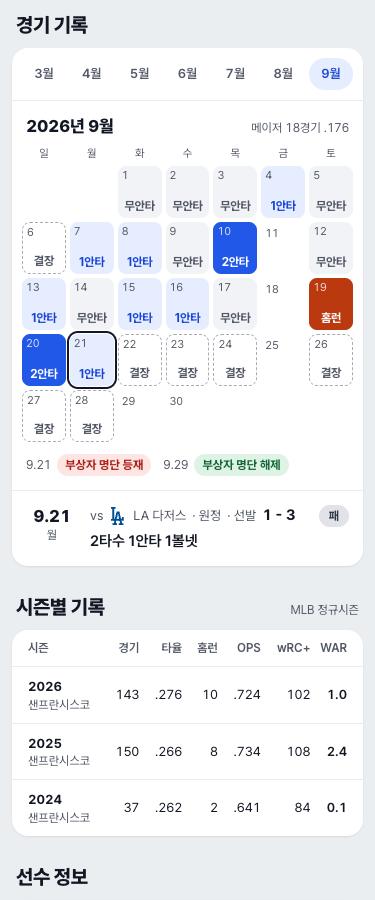 경기 기록
3월 4월 5월 6월 7월 8월 9월
2026년 9월 메이저 18경기 .176
일 월 화 수 목 금 토
1 2 3 4 5
무안타 무안타 무안타 1안타 무안타
6 7 8 9 10 11 12
결장 1안타 1안타 무안타 2안타 무안타
13 14 15 16 17 18 19
1안타 무안타 1안타 1안타 무안타 홈런
20 21 22 23 24 25 26
2안타 1안타 결장 결장 결장 결장
27 28 29 30
결장 결장
9.21 부상자 명단 등재 9.29 부상자 명단 해제
9.21 vs LA LA 다저스 · 원정 · 선발 1 - 3 패
월 2타수 1안타 1볼넷
시즌별 기록 MLB 정규시즌
시즌 경기 타율 홈런 OPS wRC+ WAR
2026 143 .276 10 .724 102 1.0
샌프란시스코
2025 150 .266 8 .734 108 2.4
샌프란시스코
2024 37 .262 2 .641 84 0.1
샌프란시스코
선수 정보